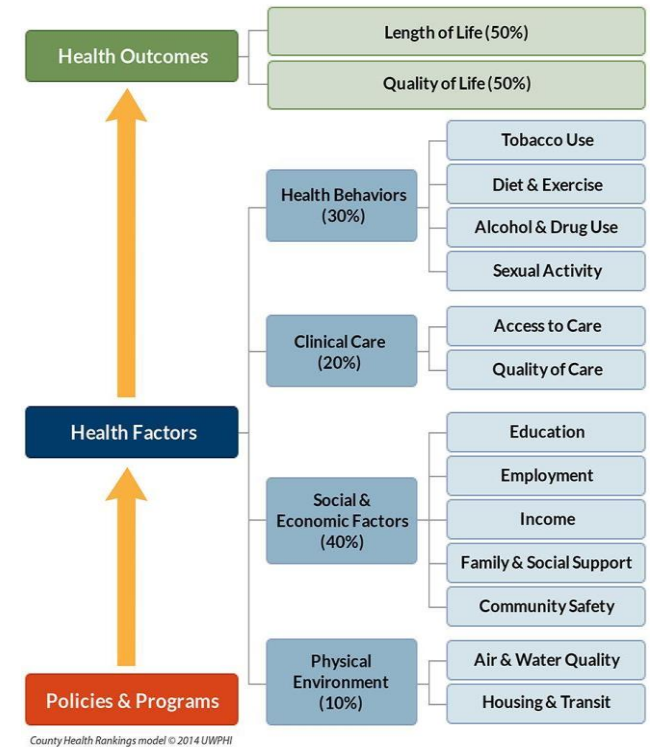 Health Outcomes
Length of Life (50%)
Quality of Life (50%)
Health Behaviors
(30%)
Tobacco Use
Diet & Exercise
Alcohol & Drug Use
Sexual Activity
Clinical Care
(20%)
Access to Care
Quality of Care
Health Factors
Social &
Economic Factors
(40%)
Education
Employment
Income
Family & Social Support
Community Safety
Physical
Environment
(10%)
Air & Water Quality
Housing & Transit
Policies & Programs
County Health Rankings model © 2014 UWPHI